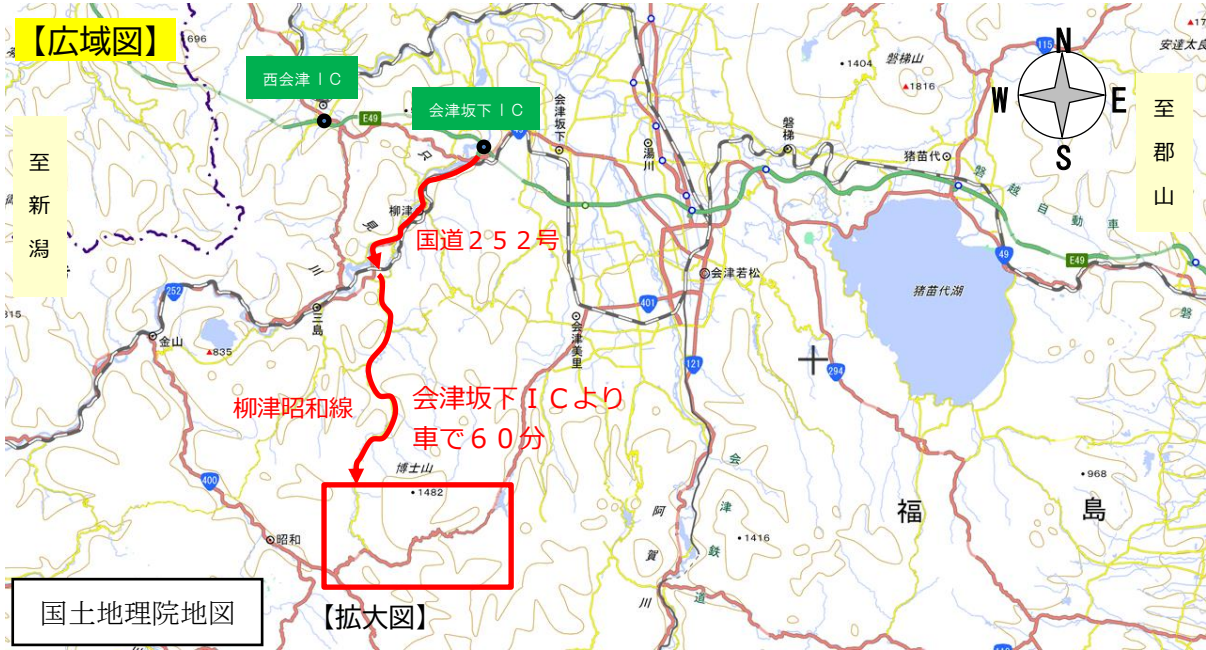 【広域図】
696
西会津ＩＣ
会津坂下ＩＣ
E49
会津坂下
湯川
1404
磐梯山
1816
115
N
W
E
S
至郡山
至新潟
磐梯
猪苗代
磐越自動車
49
E49
只
見
川
柳津
国道２５２号
252
三島
金山
835
会津若松
401
会津美里
猪苗代湖
121
294
柳津昭和線
会津坂下ＩＣより
車で６０分
博士山
1482
400
昭和
阿賀川
会津鉄道
1416
968
福島
国土地理院地図
【拡大図】